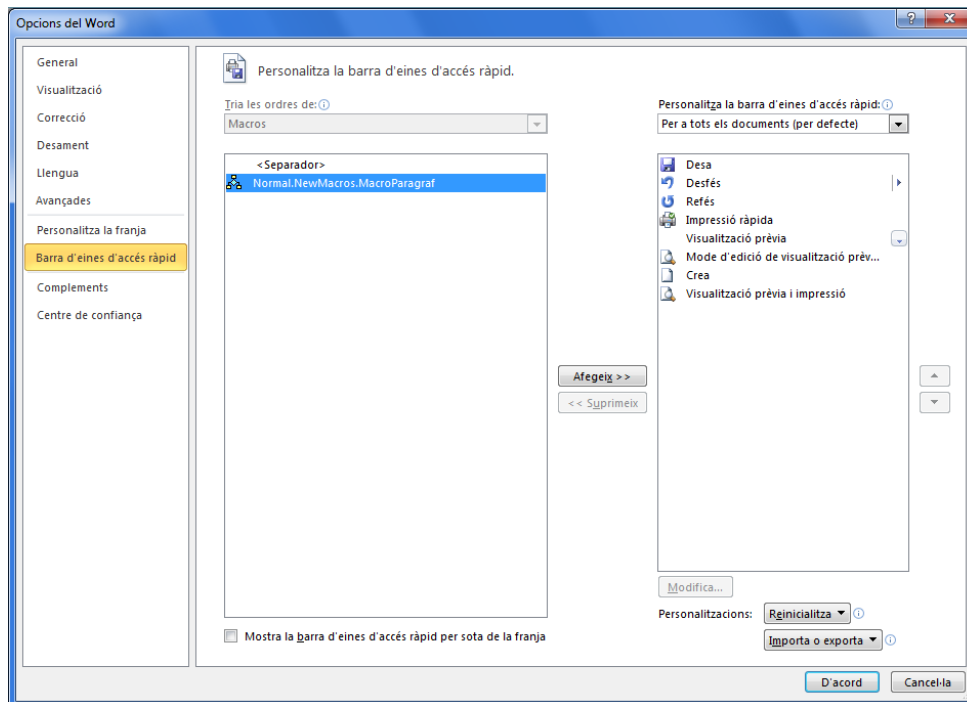 Opcions del Word
General
Visualització
Correcció
Desament
Llengua
Avançades
Personalitza la franja
Barra d'eines d'accés ràpid
Complements
Centre de confiança
Personalitza la barra d'eines d'accés ràpid.
Tria les ordres de:
Macros
<Separador>
Normal.NewMacros.MacroParagraf
Afegeix >>
<< Suprimeix
Personalitza la barra d'eines d'accés ràpid:
Per a tots els documents (per defecte)
Desa
Desfés
Refés
Impressió ràpida
Visualització prèvia
Mode d'edició de visualització prèv...
Crea
Visualització prèvia i impressió
Modifica...
Personalitzacions:
Reinicialitza
Importa o exporta
Mostra la barra d'eines d'accés ràpid per sota de la franja
D'acord
Cancel·la